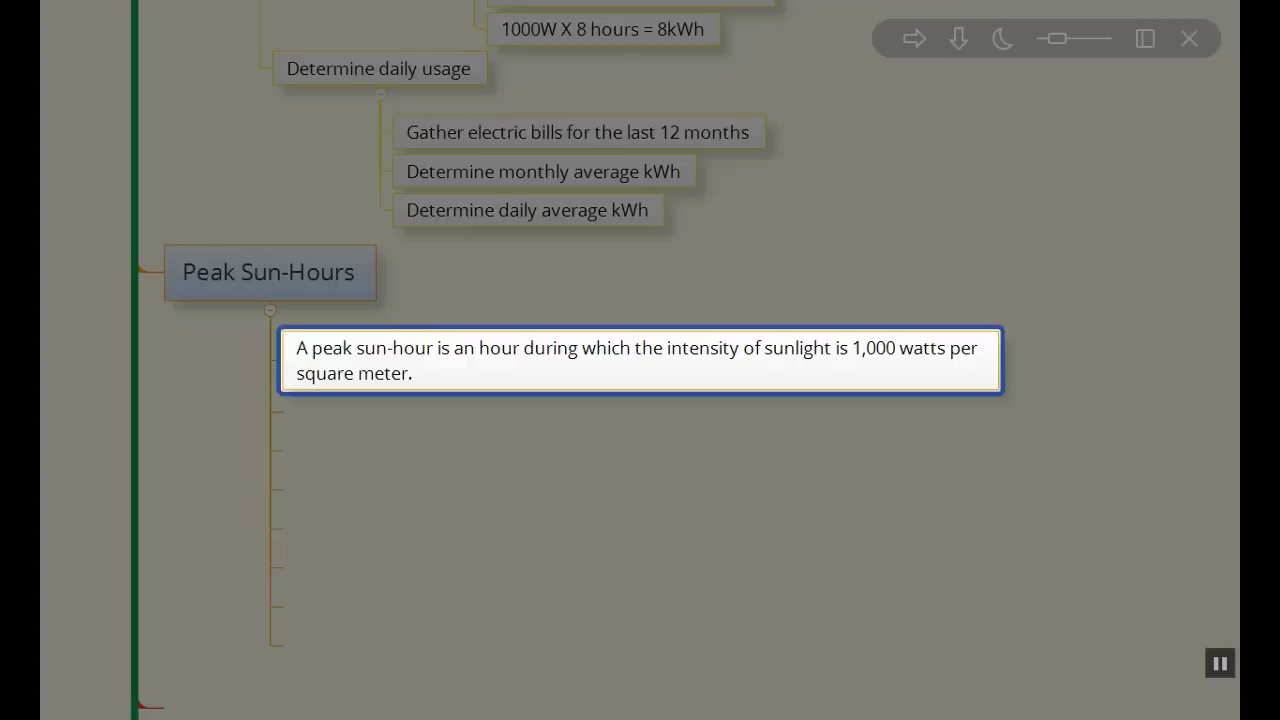 1000W X 8 hours = 8kWh
Determine daily usage
Gather electric bills for the last 12 months
Determine monthly average kWh
Determine daily average kWh
Peak Sun-Hours
A peak sun-hour is an hour during which the intensity of sunlight is 1,000 watts per
square meter.